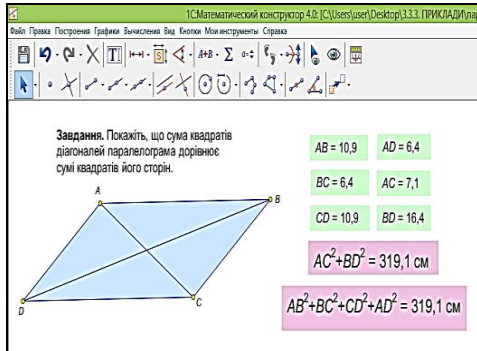 1С:Математический конструктор 4.0: [C:\Users\user\Desktop\3.3.3. ПРИКЛАДИ\пар
Файл Правка Построения Графики Вычисления Вид Кнопки Мои инструменты Справка
Завдання. Покажіть, що сума квадратів
діагоналей паралелограма дорівнює
сумі квадратів його сторін.
AB = 10,9 AD = 6,4
BC = 6,4 AC = 7,1
CD = 10,9 BD = 16,4
AC²+BD² = 319,1 см
AB²+BC²+CD²+AD² = 319,1 см
A
B
C
D